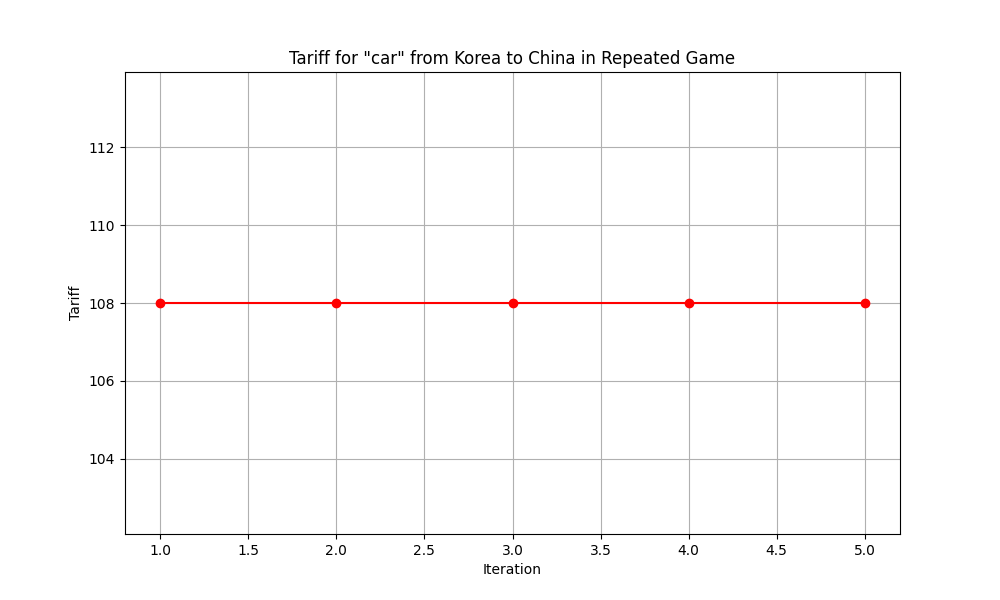 Tariff for "car" from Korea to China in Repeated Game
112
110
108
106
104
Tariff
1.0 1.5 2.0 2.5 3.0 3.5 4.0 4.5 5.0
Iteration